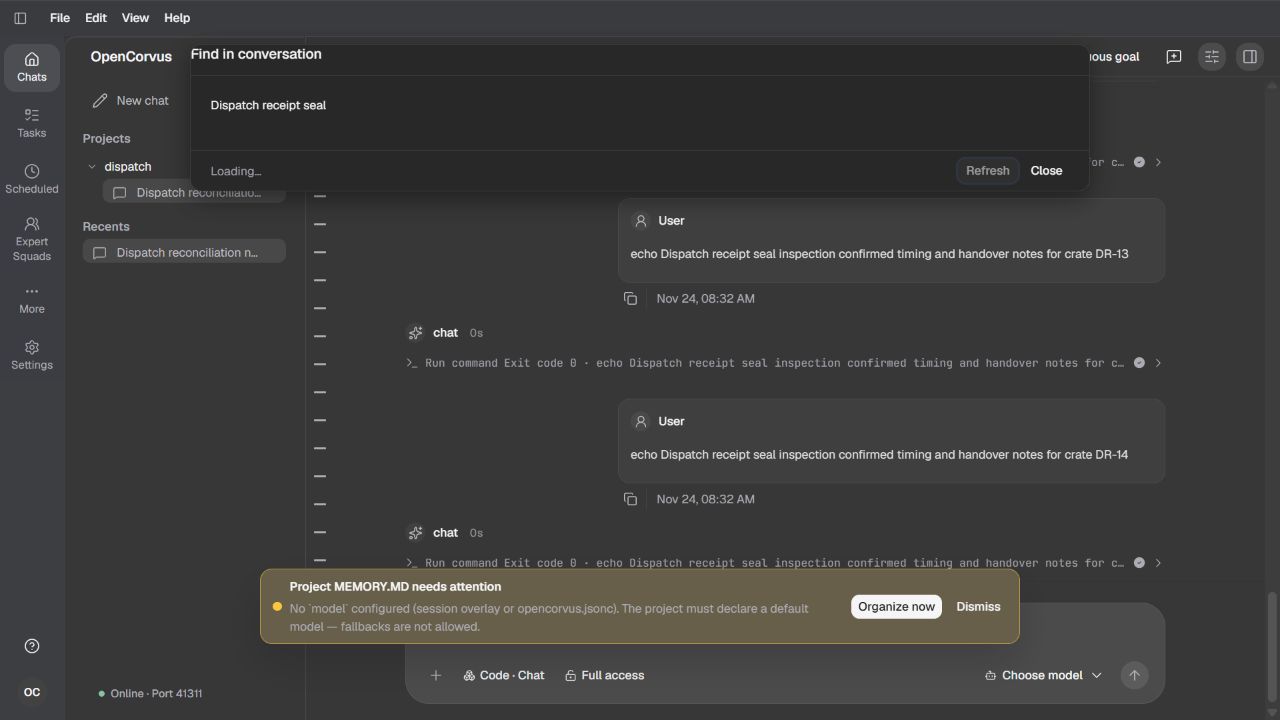 File Edit View Help
OpenCorvus
Find in conversation
uous goal
Chats
Dispatch receipt seal
New chat
Tasks
Projects
dispatch
for c…
Loading…
Refresh
Close
Scheduled
Dispatch reconciliatio…
User
Recents
Expert
Squads
Dispatch reconciliation n…
echo Dispatch receipt seal inspection confirmed timing and handover notes for crate DR-13
Nov 24, 08:32 AM
More
chat 0s
Settings
>_ Run command Exit code 0 · echo Dispatch receipt seal inspection confirmed timing and handover notes for c…
User
echo Dispatch receipt seal inspection confirmed timing and handover notes for crate DR-14
Nov 24, 08:32 AM
chat 0s
>_ Run command Exit code 0 · echo Dispatch receipt seal inspection confirmed timing and handover notes for c…
Project MEMORY.MD needs attention
No `model` configured (session overlay or opencorvus.jsonc). The project must declare a default
model — fallbacks are not allowed.
Organize now
Dismiss
Code · Chat
Full access
Choose model
OC
Online · Port 41311